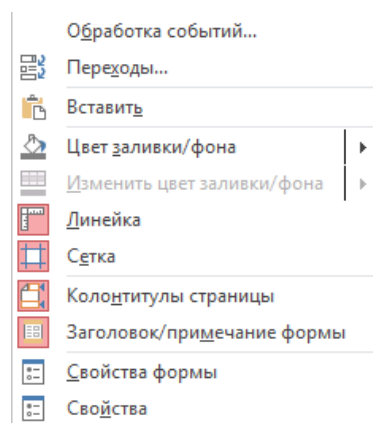 Обработка событий...
Переходы...
Вставить
Цвет заливки/фона
Изменить цвет заливки/фона
Линейка
Сетка
Колонтитулы страницы
Заголовок/примечание формы
Свойства формы
Свойства